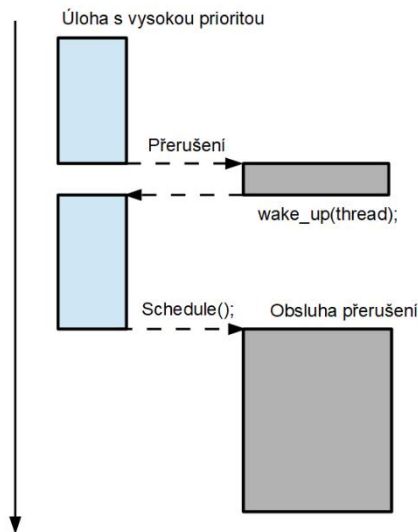 Úloha s vysokou prioritou
Přerušení
wake_up(thread);
Schedule();
Obsluha přerušení